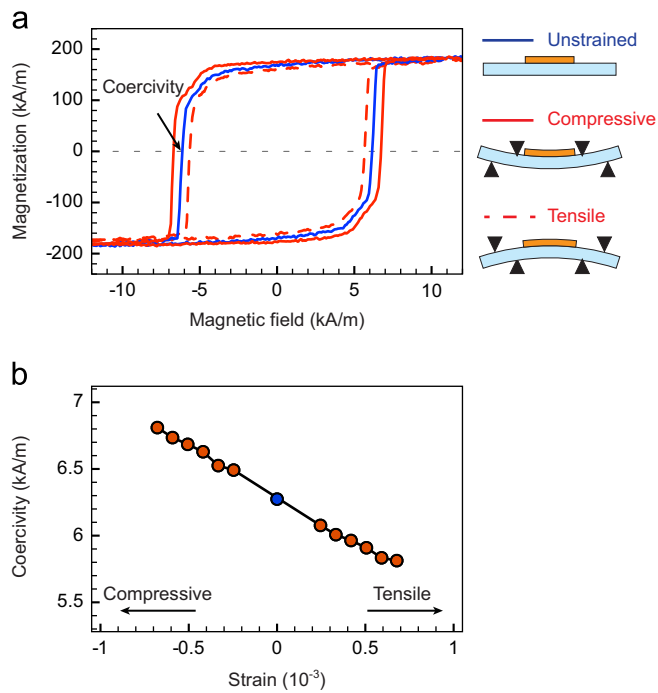 a
200
100
0
-100
-200
Magnetization (kA/m)
Coercivity
-10
-5
0
5
10
Magnetic field (kA/m)
Unstrained
Compressive
Tensile
b
7
6.5
6
5.5
Coercivity (kA/m)
Compressive
Tensile
-1
-0.5
0
0.5
1
Strain (10-3)